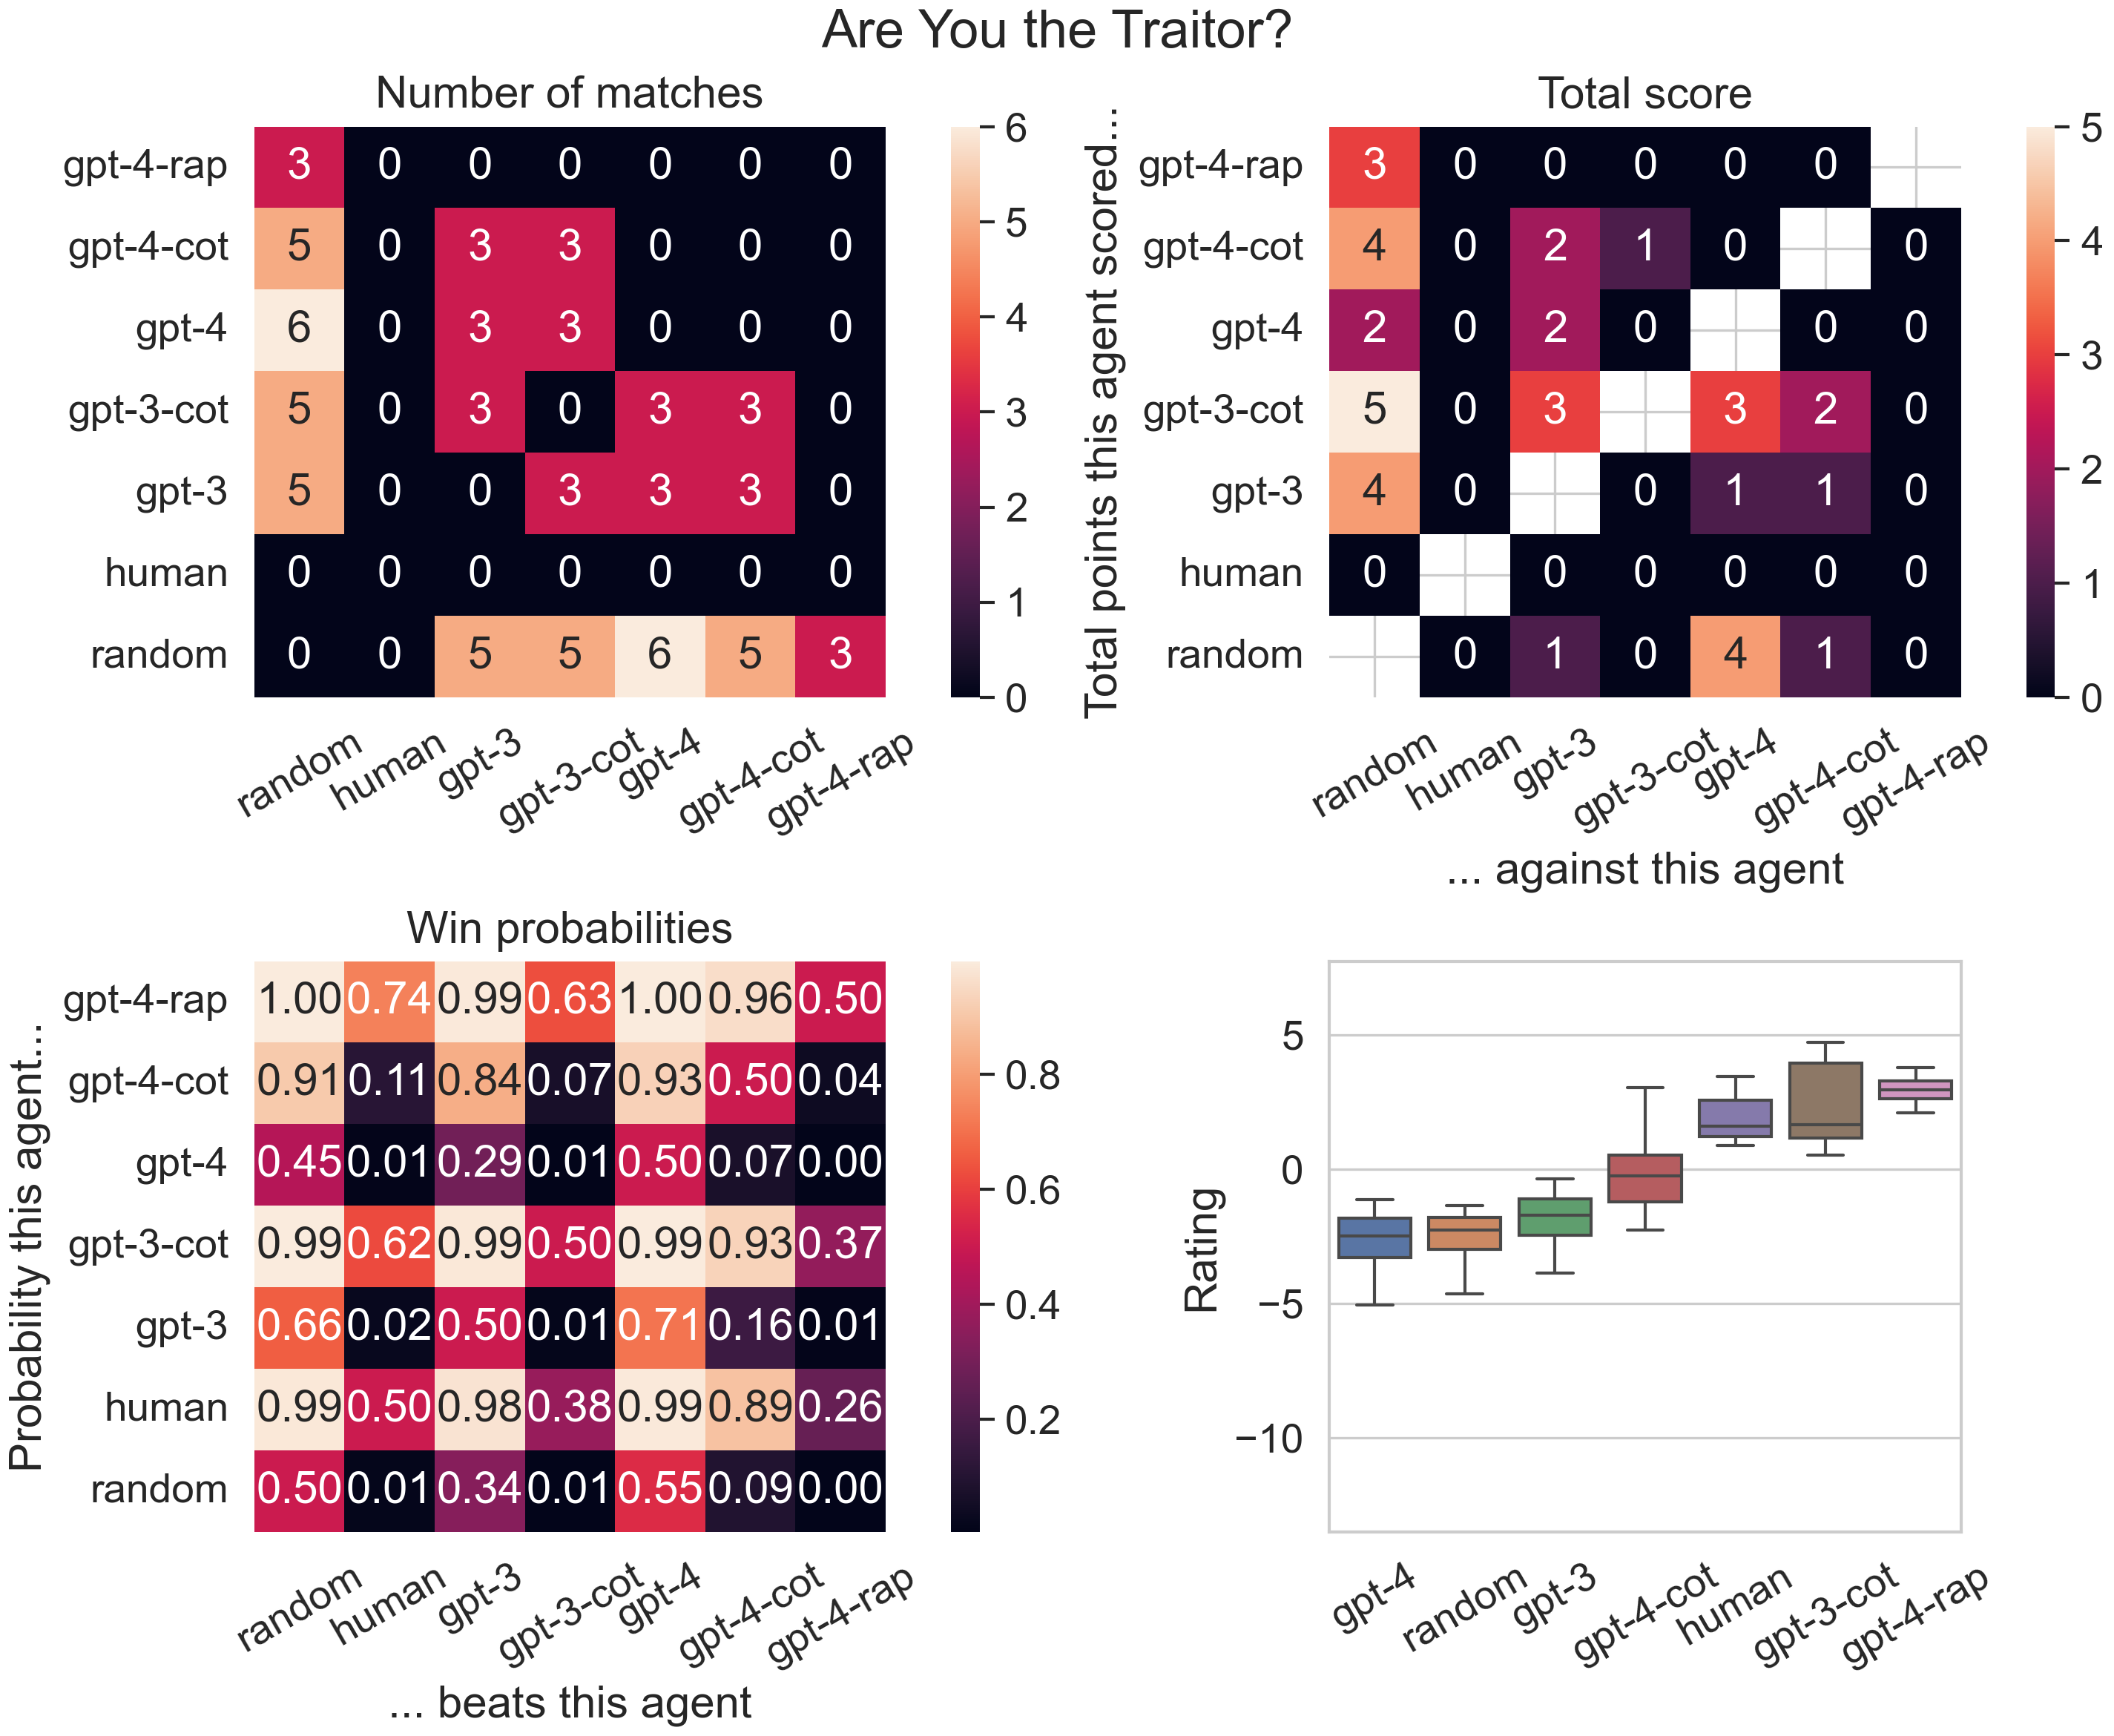 Are You the Traitor?
Number of matches
gpt-4-rap 3 0 0 0 0 0 0
gpt-4-cot 5 0 3 3 0 0 0
gpt-4 6 0 3 3 0 0 0
gpt-3-cot 5 0 3 0 3 3 0
gpt-3 5 0 0 3 3 3 0
human 0 0 0 0 0 0 0
random 0 0 5 5 6 5 3
random human gpt-3 gpt-3-cot gpt-4 gpt-4-cot gpt-4-rap
6
5
4
3
2
1
0
Total score
Total points this agent scored...
gpt-4-rap 3 0 0 0 0 0
gpt-4-cot 4 0 2 1 0 0
gpt-4 2 0 2 0 0 0
gpt-3-cot 5 0 3 3 2 0
gpt-3 4 0 0 1 1 0
human 0 0 0 0 0 0
random 0 1 0 4 1 0
random human gpt-3 gpt-3-cot gpt-4 gpt-4-cot gpt-4-rap
... against this agent
5
4
3
2
1
0
Win probabilities
Probability this agent...
gpt-4-rap 1.00 0.74 0.99 0.63 1.00 0.96 0.50
gpt-4-cot 0.91 0.11 0.84 0.07 0.93 0.50 0.04
gpt-4 0.45 0.01 0.29 0.01 0.50 0.07 0.00
gpt-3-cot 0.99 0.62 0.99 0.50 0.99 0.93 0.37
gpt-3 0.66 0.02 0.50 0.01 0.71 0.16 0.01
human 0.99 0.50 0.98 0.38 0.99 0.89 0.26
random 0.50 0.01 0.34 0.01 0.55 0.09 0.00
random human gpt-3 gpt-3-cot gpt-4 gpt-4-cot gpt-4-rap
... beats this agent
0.8
0.6
0.4
0.2
Rating
5
0
−5
−10
gpt-4 random gpt-3 gpt-4-cot human gpt-3-cot gpt-4-rap